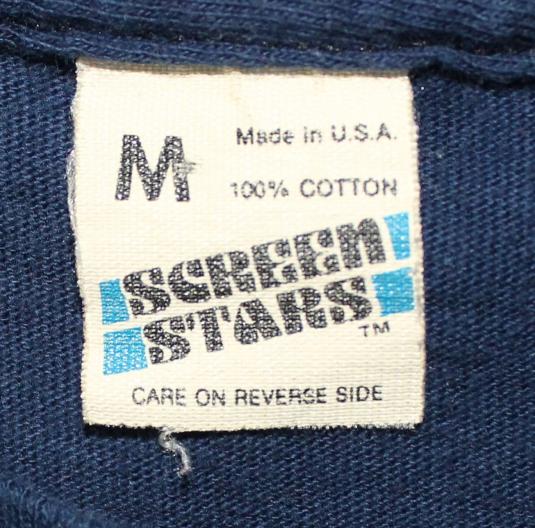 M
Made in U.S.A.
100% COTTON
SCREEN
STARS
TM
CARE ON REVERSE SIDE